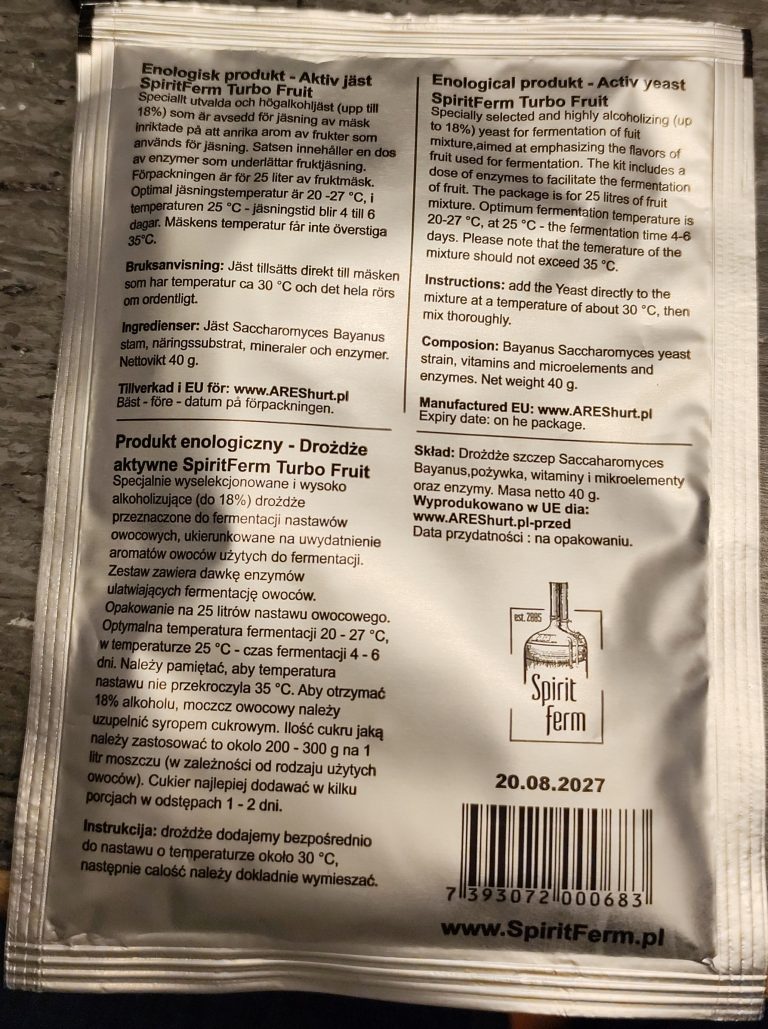 Enologisk produkt - Aktiv jäst
SpiritFerm Turbo Fruit
Speciallt utvalda och högalkohljäst (upp till
18%) som är avsedd för jäsning av mäsk
inriktade på att anrika arom av frukter som
används för jäsning. Satsen innehåller en dos
av enzymer som underlättar fruktjäsning.
Förpackningen är för 25 liter av fruktmäsk.
Optimal jäsningstemperatur är 20 -27 °C, i
temperaturen 25 °C - jäsningstid blir 4 till 6
dagar. Mäskens temperatur får inte överstiga
35°C.
Bruksanvisning: Jäst tillsätts direkt till mäsken
som har temperatur ca 30 °C och det hela rörs
om ordentligt.
Ingredienser: Jäst Saccharomyces Bayanus
stam, näringssubstrat, mineraler och enzymer.
Nettovikt 40 g.
Tillverkad i EU för: www.AREShurt.pl
Bäst - före - datum på förpackningen.
Enological produkt - Activ yeast
SpiritFerm Turbo Fruit
Specially selected and highly alcoholizing (up
to 18%) yeast for fermentation of fuit
mixture,aimed at emphasizing the flavors of
fruit used for fermentation. The kit includes a
dose of enzymes to facilitate the fermentation
of fruit. The package is for 25 litres of fruit
mixture. Optimum fermentation temperature is
20-27 °C, at 25 °C - the fermentation time 4-6
days. Please note that the temerature of the
mixture should not exceed 35 °C.
Instructions: add the Yeast directly to the
mixture at a temperature of about 30 °C, then
mix thoroughly.
Composion: Bayanus Saccharomyces yeast
strain, vitamins and microelements and
enzymes. Net weight 40 g.
Manufactured EU: www.AREShurt.pl
Expiry date: on he package.
Produkt enologiczny - Drożdże
aktywne SpiritFerm Turbo Fruit
Specjalnie wyselekcjonowane i wysoko
alkoholizujące (do 18%) drożdże
przeznaczone do fermentacji nastawów
owocowych, ukierunkowane na uwydatnienie
aromatów owoców użytych do fermentacji.
Zestaw zawiera dawkę enzymów
ulatwiających fermentację owoców.
Opakowanie na 25 litrów nastawu owocowego.
Optymalna temperatura fermentacji 20 - 27 °C,
w temperaturze 25 °C - czas fermentacji 4 - 6
dni. Należy pamiętać, aby temperatura
nastawu nie przekroczyla 35 °C. Aby otrzymać
18% alkoholu, moczcz owocowy należy
uzupelnić syropem cukrowym. Ilość cukru jaką
należy zastosować to okolo 200 - 300 g na 1
litr moszczu (w zależności od rodzaju użytych
owoców). Cukier najlepiej dodawać w kilku
porcjach w odstępach 1 - 2 dni.
Instrukcija: drożdże dodajemy bezpośrednio
do nastawu o temperaturze około 30 °C,
następnie calość należy dokladnie wymieszać.
Skład: Drożdże szczep Saccaharomyces
Bayanus,pożywka, witaminy i mikroelementy
oraz enzymy. Masa netto 40 g.
Wyprodukowano w UE dia:
www.AREShurt.pl-przed
Data przydatności : na opakowaniu.
est. 2005
Spirit
ferm
20.08.2027
7 393072 000683
www.SpiritFerm.pl